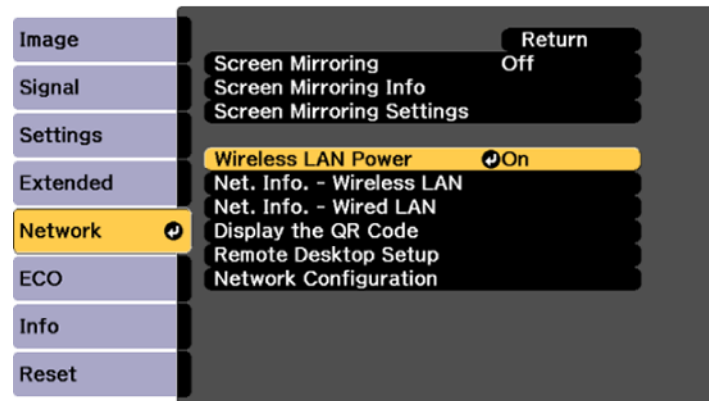 Image
Signal
Settings
Extended
Network
ECO
Info
Reset
Return
Screen Mirroring Off
Screen Mirroring Info
Screen Mirroring Settings
Wireless LAN Power On
Net. Info. - Wireless LAN
Net. Info. - Wired LAN
Display the QR Code
Remote Desktop Setup
Network Configuration